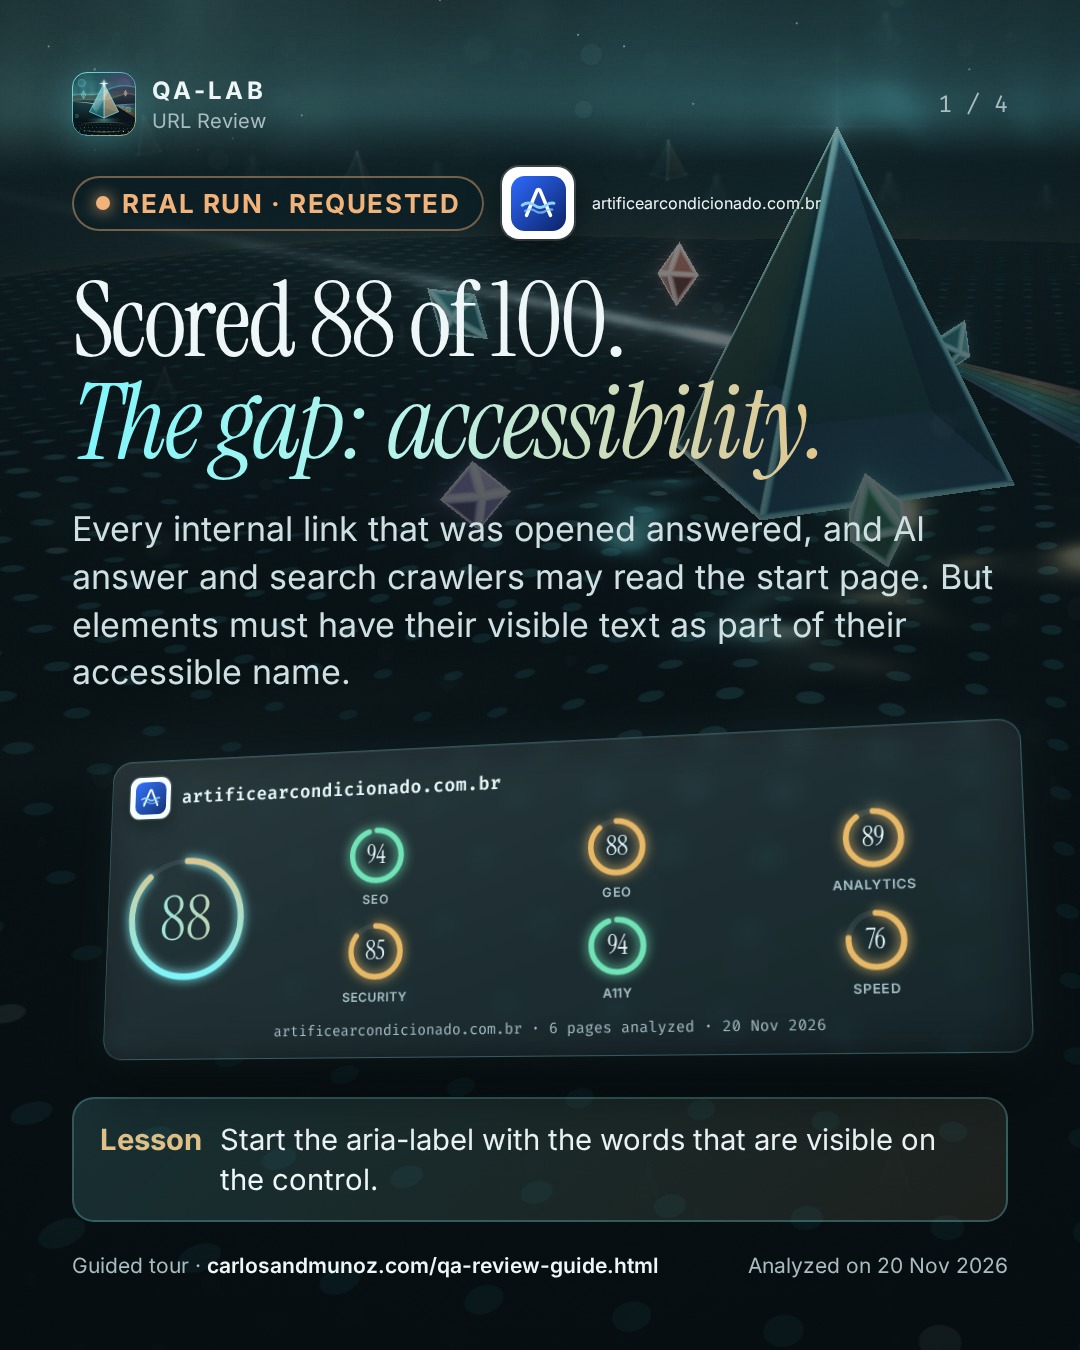 QA-LAB
URL Review
1 / 4
REAL RUN · REQUESTED
artificearcondicionado.com.br
Scored 88 of 100.
The gap: accessibility.
Every internal link that was opened answered, and AI
answer and search crawlers may read the start page. But
elements must have their visible text as part of their
accessible name.
artificearcondicionado.com.br
88
94
SEO
88
GEO
89
ANALYTICS
85
SECURITY
94
A11Y
76
SPEED
artificearcondicionado.com.br · 6 pages analyzed · 20 Nov 2026
Lesson Start the aria-label with the words that are visible on
the control.
Guided tour · carlosandmunoz.com/qa-review-guide.html
Analyzed on 20 Nov 2026